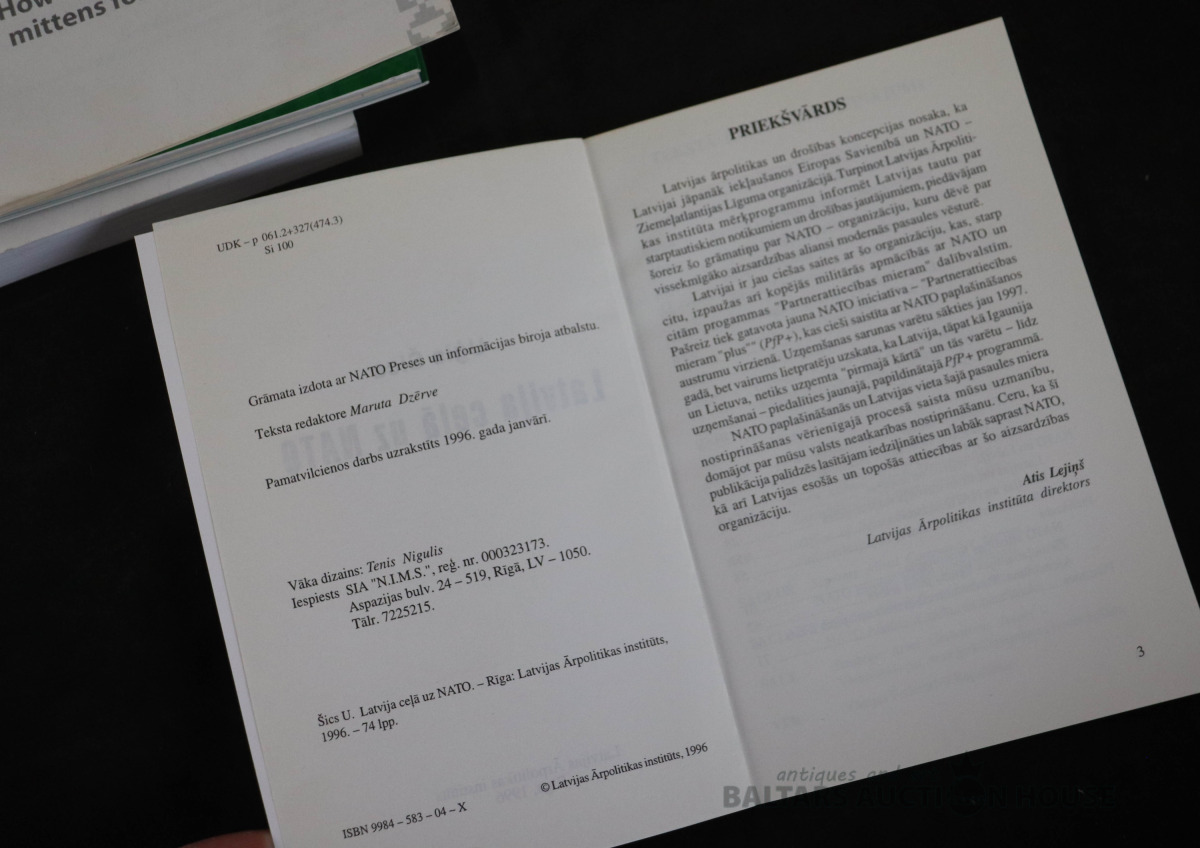 How
mittens fo
UDK – p 061.2+327(474.3)
Si 100
Grāmata izdota ar NATO Preses un informācijas biroja atbalstu.
Teksta redaktore Maruta Dzērve
Pamatvilcienos darbs uzrakstīts 1996. gada janvārī.
Vāka dizains: Tenis Nigulis
Iespiests SIA "N.I.M.S.", reģ. nr. 000323173.
Aspazijas bulv. 24 – 519, Rīgā, LV – 1050.
Tālr. 7225215.
Šics U. Latvija ceļā uz NATO. – Rīga: Latvijas Ārpolitikas institūts,
1996. – 74 lpp.
© Latvijas Ārpolitikas institūts, 1996
ISBN 9984 – 583 – 04 – X
PRIEKŠVĀRDS
Latvijas ārpolitikas un drošības koncepcijas nosaka, ka
Latvijai jāpanāk iekļaušanos Eiropas Savienībā un NATO –
Ziemeļatlantijas Līguma organizācijā. Turpinot Latvijas Ārpoliti-
kas institūta mērķprogrammu informēt Latvijas tautu par
starptautiskiem notikumiem un drošības jautājumiem, piedāvājam
šoreiz šo grāmatiņu par NATO – organizāciju, kuru dēvē par
vissekmīgāko aizsardzības aliansi modernās pasaules vēsturē.
Latvijai ir jau ciešas saites ar šo organizāciju, kas, starp
citu, izpaužas arī kopējās militārās apmācībās ar NATO un
citām progammas "Partnerattiecības mieram" dalībvalstīm.
Pašreiz tiek gatavota jauna NATO iniciatīva – "Partnerattiecības
mieram "plus"" (PfP+), kas cieši saistīta ar NATO paplašināšanos
austrumu virzienā. Uzņemšanas sarunas varētu sākties jau 1997.
gadā, bet vairums lietpratēju uzskata, ka Latvija, tāpat kā Igaunija
un Lietuva, netiks uzņemta "pirmajā kārtā" un tās varētu – līdz
uzņemšanai – piedalīties jaunajā, papildinātajā PfP+ programmā.
NATO paplašināšanās un Latvijas vieta šajā pasaules miera
nostiprināšanas vērienīgajā procesā saista mūsu uzmanību,
domājot par mūsu valsts neatkarības nostiprināšanu. Ceru, ka šī
publikācija palīdzēs lasītājam iedziļināties un labāk saprast NATO,
kā arī Latvijas esošās un topošās attiecības ar šo aizsardzības
organizāciju.
Atis Lejiņš
Latvijas Ārpolitikas institūta direktors
3
antiques an
BALTARS AUCTION HOUSE